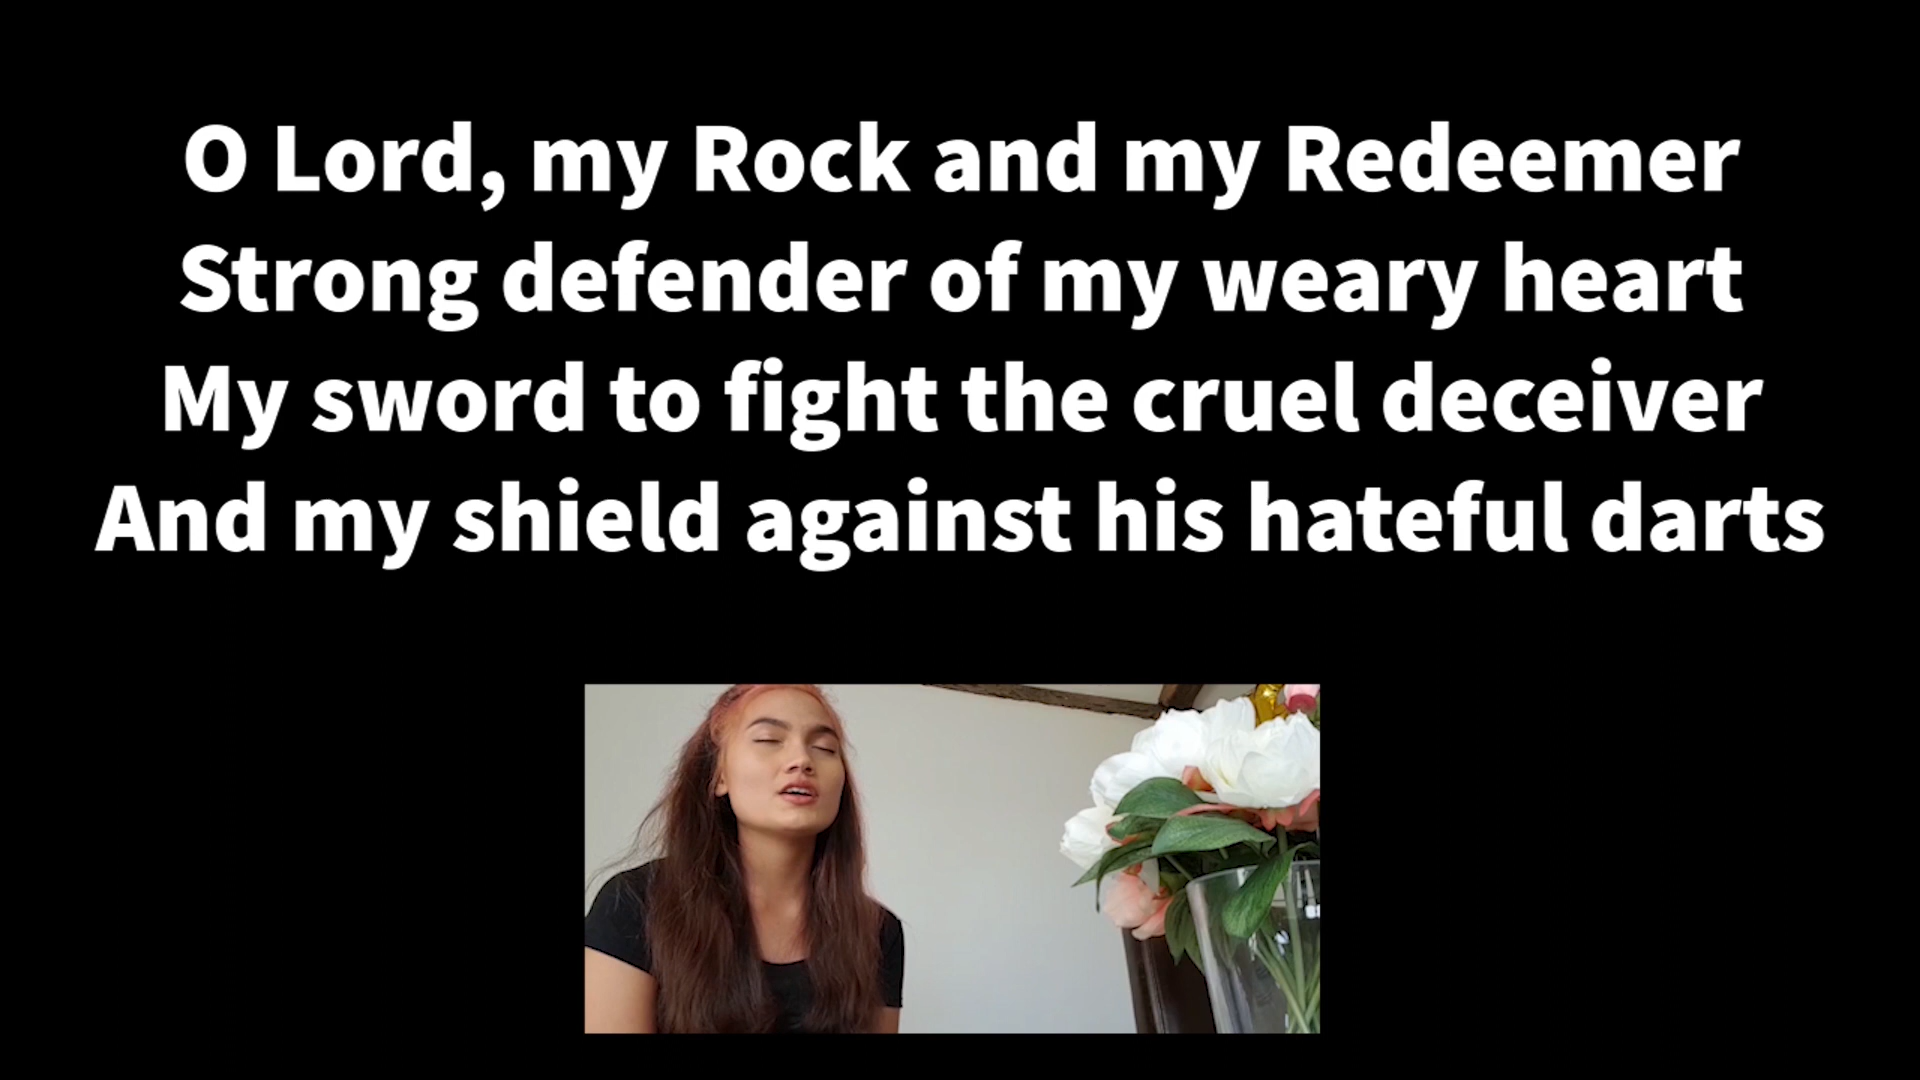 O Lord, my Rock and my Redeemer
Strong defender of my weary heart
My sword to fight the cruel deceiver
And my shield against his hateful darts